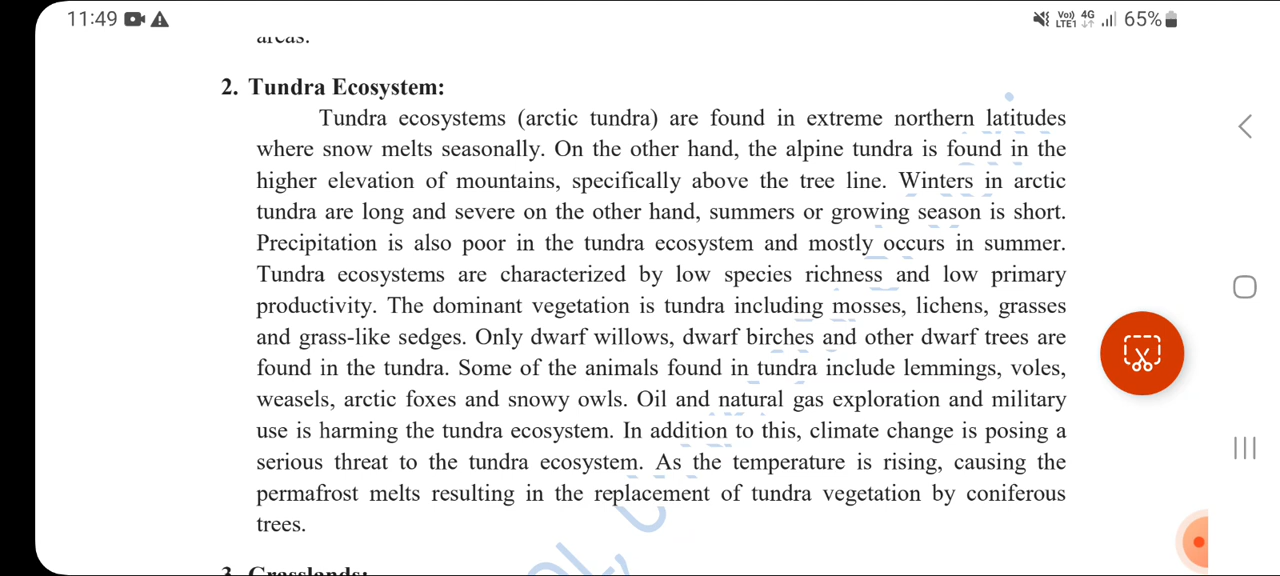 11:49
Vo)) 4G
LTE1
65%
areas.
2. Tundra Ecosystem:
Tundra ecosystems (arctic tundra) are found in extreme northern latitudes
where snow melts seasonally. On the other hand, the alpine tundra is found in the
higher elevation of mountains, specifically above the tree line. Winters in arctic
tundra are long and severe on the other hand, summers or growing season is short.
Precipitation is also poor in the tundra ecosystem and mostly occurs in summer.
Tundra ecosystems are characterized by low species richness and low primary
productivity. The dominant vegetation is tundra including mosses, lichens, grasses
and grass-like sedges. Only dwarf willows, dwarf birches and other dwarf trees are
found in the tundra. Some of the animals found in tundra include lemmings, voles,
weasels, arctic foxes and snowy owls. Oil and natural gas exploration and military
use is harming the tundra ecosystem. In addition to this, climate change is posing a
serious threat to the tundra ecosystem. As the temperature is rising, causing the
permafrost melts resulting in the replacement of tundra vegetation by coniferous
trees.
3. Grasslands: